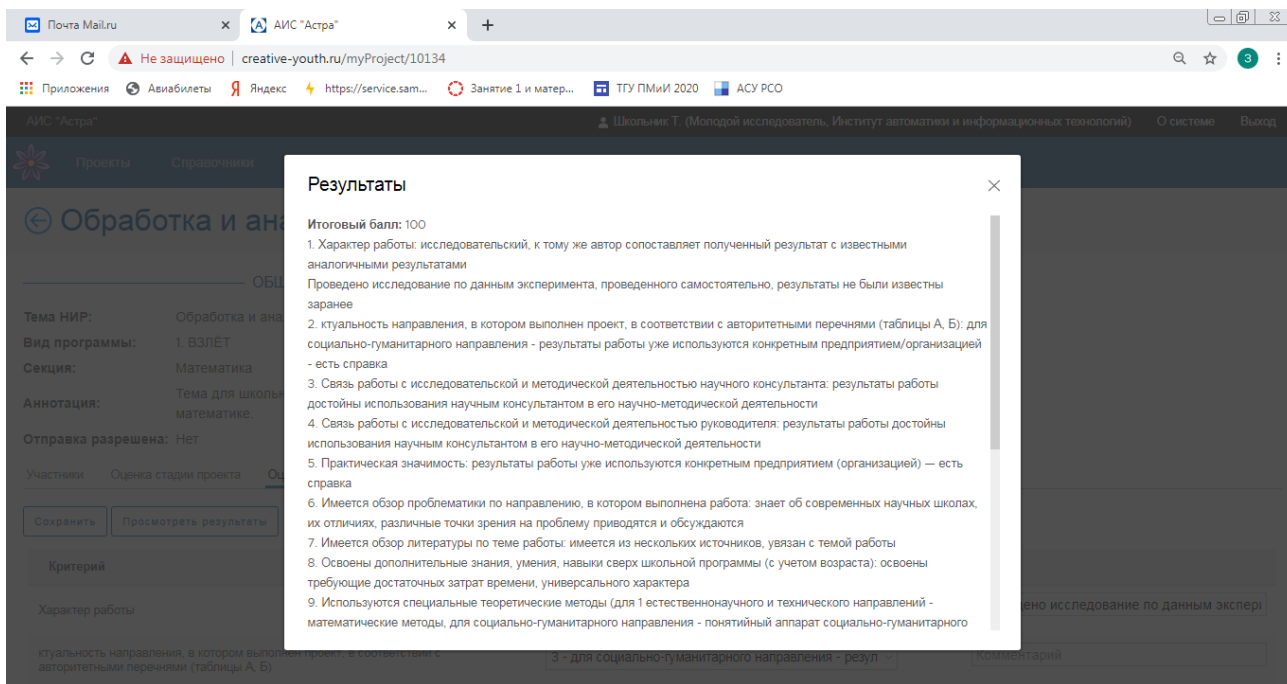 Почта Mail.ru
АИС "Астра"
Не защищено | creative-youth.ru/myProject/10134
З
Приложения Авиабилеты Яндекс https://service.sam... Занятие 1 и матер... ТГУ ПМиИ 2020 АСУ РСО
АИС "Астра" Школьник Т. (Молодой исследователь, Институт автоматики и информационных технологий) О системе Выход
Проекты Справочники
Обработка и ана
ОБЩ
Тема НИР: Обработка и ана
Вид программы: 1. ВЗЛЕТ
Секция: Математика
Аннотация: Тема для школьн
математике.
Отправка разрешена: Нет
Участники Оценка стадии проекта Оц
Сохранить Просмотреть результаты
Критерий
Характер работы
ктуальность направления, в котором выполнен проект, в соответствии с
авторитетными перечнями (таблицы А, Б)
Результаты
Итоговый балл: 100
1. Характер работы: исследовательский, к тому же автор сопоставляет полученный результат с известными
аналогичными результатами
Проведено исследование по данным эксперимента, проведенного самостоятельно, результаты не были известны
заранее
2. ктуальность направления, в котором выполнен проект, в соответствии с авторитетными перечнями (таблицы А, Б): для
социально-гуманитарного направления - результаты работы уже используются конкретным предприятием/организацией
- есть справка
3. Связь работы с исследовательской и методической деятельностью научного консультанта: результаты работы
достойны использования научным консультантом в его научно-методической деятельности
4. Связь работы с исследовательской и методической деятельностью руководителя: результаты работы достойны
использования научным консультантом в его научно-методической деятельности
5. Практическая значимость: результаты работы уже используются конкретным предприятием (организацией) — есть
справка
6. Имеется обзор проблематики по направлению, в котором выполнена работа: знает об современных научных школах,
их отличиях, различные точки зрения на проблему приводятся и обсуждаются
7. Имеется обзор литературы по теме работы: имеется из нескольких источников, увязан с темой работы
8. Освоены дополнительные знания, умения, навыки сверх школьной программы (с учетом возраста): освоены
требующие достаточных затрат времени, универсального характера
9. Используются специальные теоретические методы (для 1 естественнонаучного и технического направлений -
математические методы, для социально-гуманитарного направления - понятийный аппарат социально-гуманитарного
ено исследование по данным экспери
3 - для социально-гуманитарного направления - резул
Комментарий